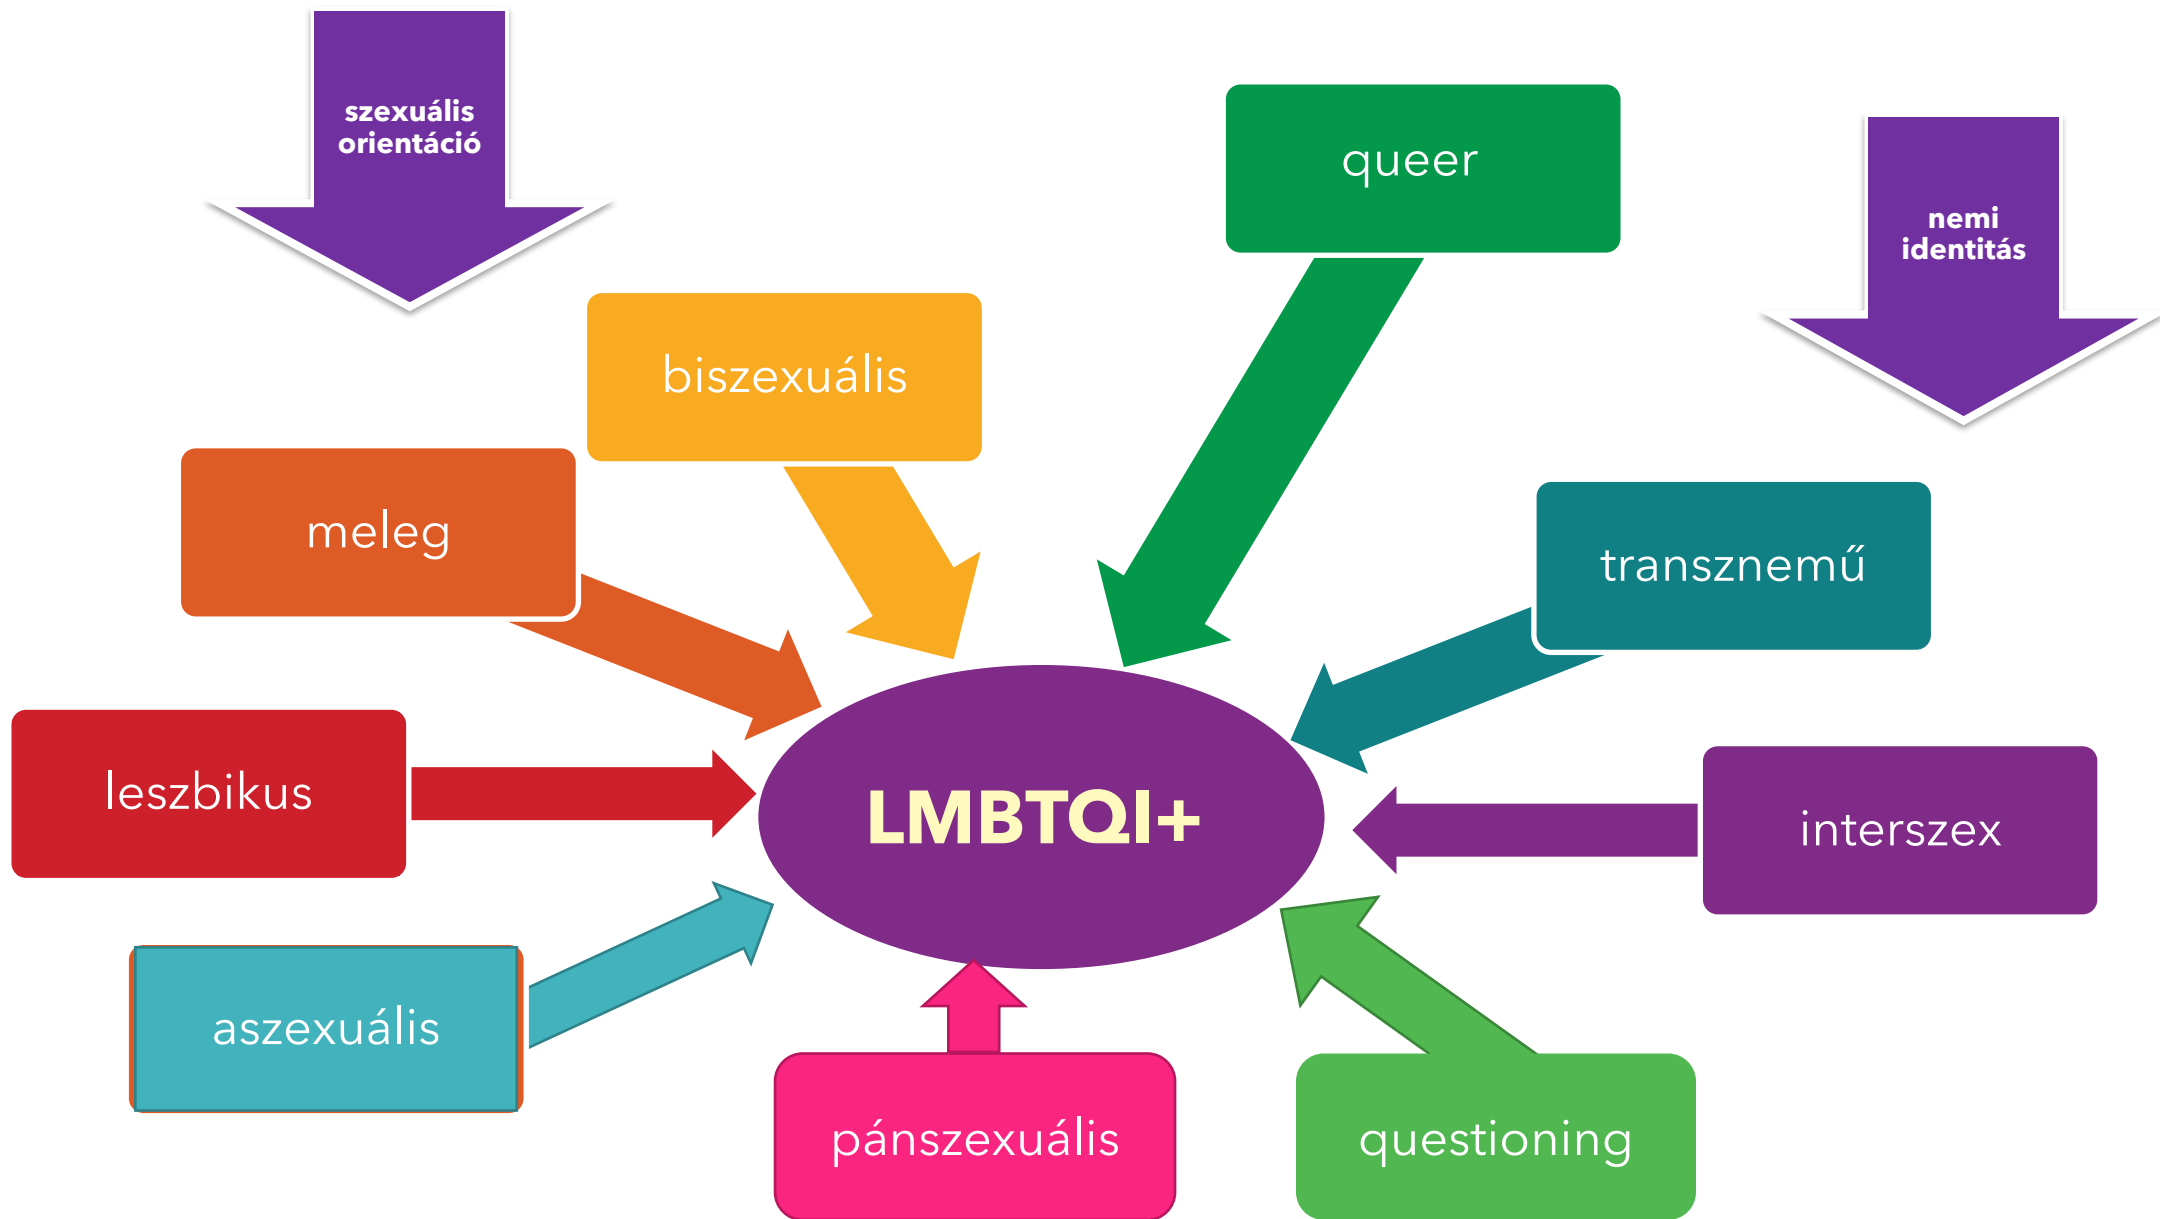 szexuális
orientáció
queer
nemi
identitás
biszexuális
meleg
transznemű
leszbikus
LMBTQI+
interszex
aszexuális
pánszexuális
questioning